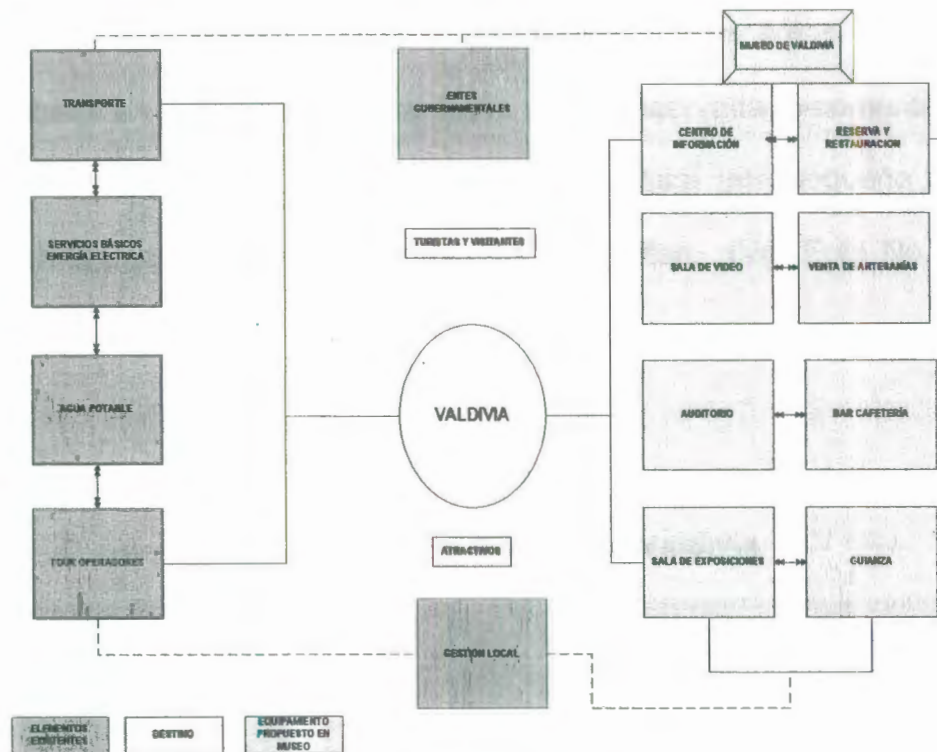 MUSEO DE VALDIVIA
TRANSPORTE
ENTES
GUBERNAMENTALES
CENTRO DE
INFORMACIÓN
RESERVA Y
RESTAURACION
SERVICIOS BÁSICOS
ENERGÍA ELECTRICA
TURISTAS Y VISITANTES
SALA DE VIDEO
VENTA DE ARTESANÍAS
AGUA POTABLE
VALDIVIA
AUDITORIO
BAR CAFETERÍA
TOUR OPERADORES
ATRACTIVOS
SALA DE EXPOSICIONES
GUIANZA
GESTION LOCAL
ELEMENTOS
EXISTENTES
DESTINO
EQUIPAMIENTO
PROPUESTO EN
MUSEO